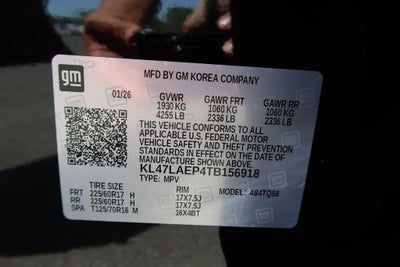 gm
MFD BY GM KOREA COMPANY
01/26 GVWR GAWR FRT GAWR RR
1930 KG 1060 KG 1060 KG
4255 LB 2336 LB 2336 LB
THIS VEHICLE CONFORMS TO ALL
APPLICABLE U.S. FEDERAL MOTOR
VEHICLE SAFETY AND THEFT PREVENTION
STANDARDS IN EFFECT ON THE DATE OF
MANUFACTURE SHOWN ABOVE.
KL47LAEP4TB156918
TYPE: MPV MODEL: 484TQ58
TIRE SIZE RIM
FRT 225/60R17 H 17X7.5J
RR 225/60R17 H 17X7.5J
SPA T125/70R16 M 16X4BT